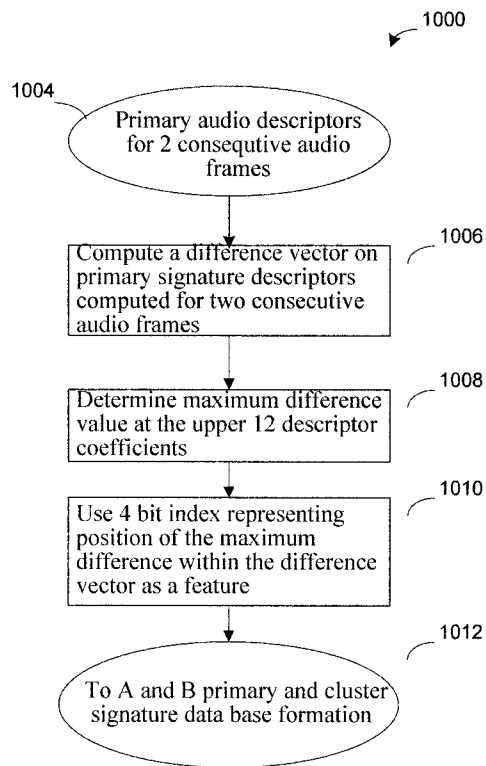 1000
1004
Primary audio descriptors
for 2 consequtive audio
frames
1006
Compute a difference vector on
primary signature descriptors
computed for two consecutive
audio frames
1008
Determine maximum difference
value at the upper 12 descriptor
coefficients
1010
Use 4 bit index representing
position of the maximum
difference within the difference
vector as a feature
1012
To A and B primary and cluster
signature data base formation